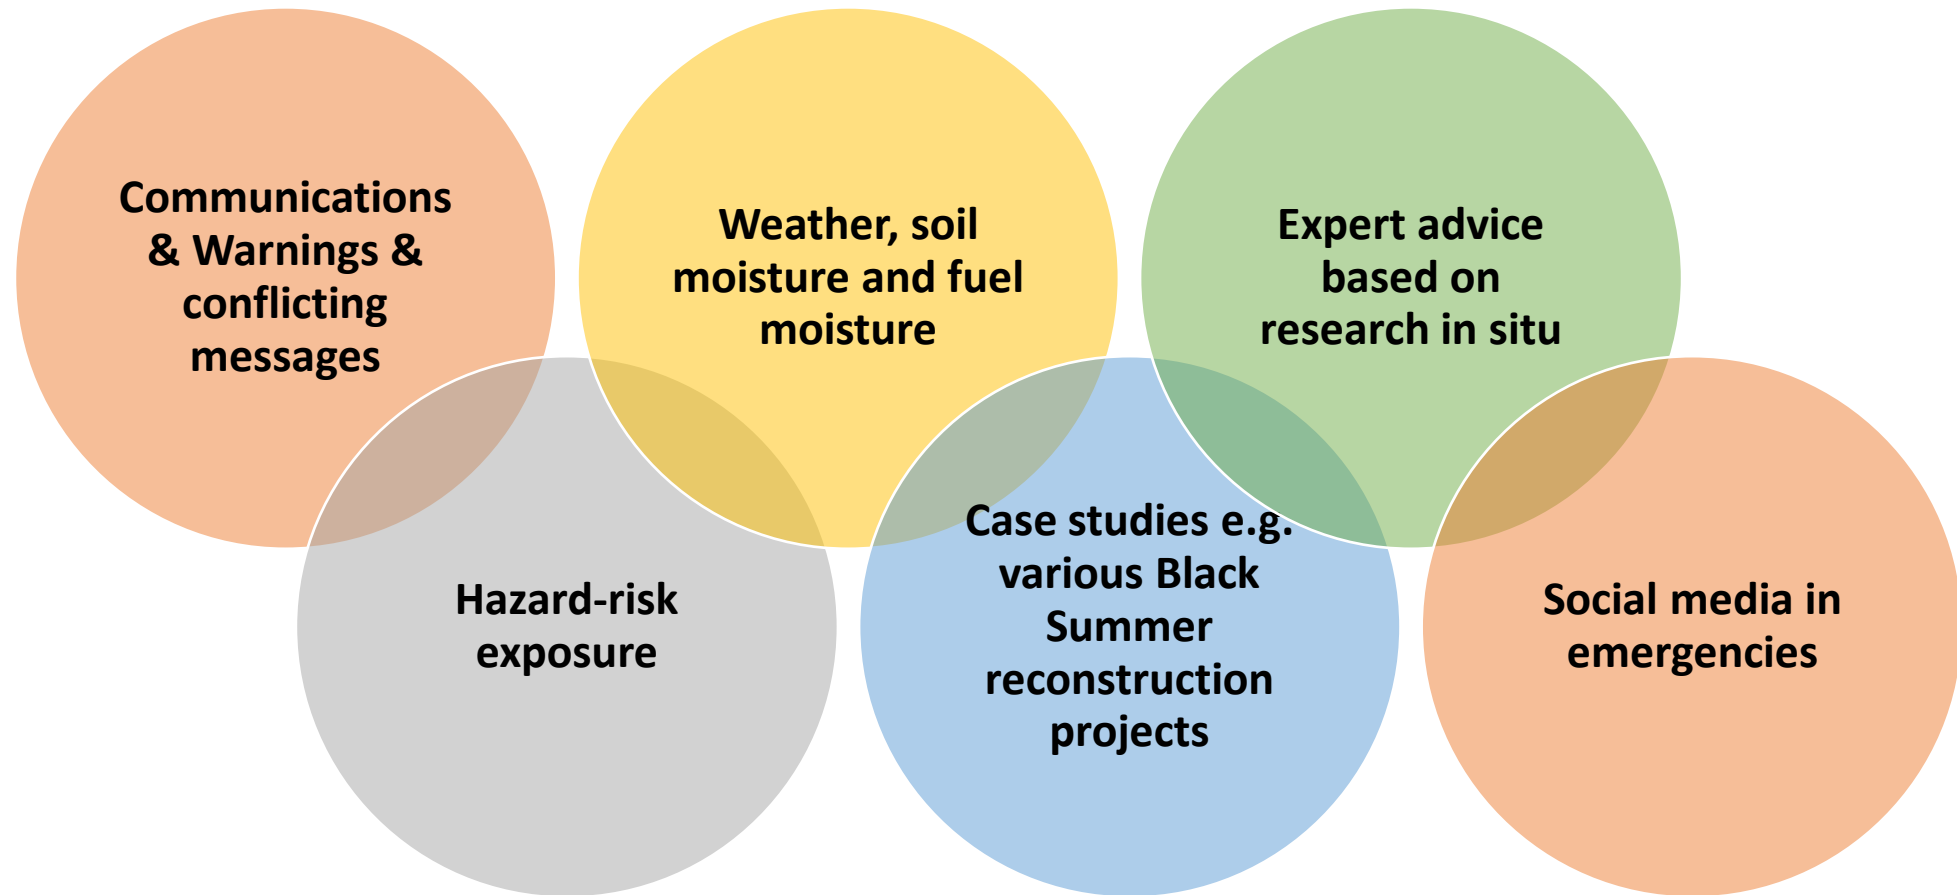 Communications
& Warnings &
conflicting
messages
Weather, soil
moisture and fuel
moisture
Expert advice
based on
research in situ
Hazard-risk
exposure
Case studies e.g.
various Black
Summer
reconstruction
projects
Social media in
emergencies